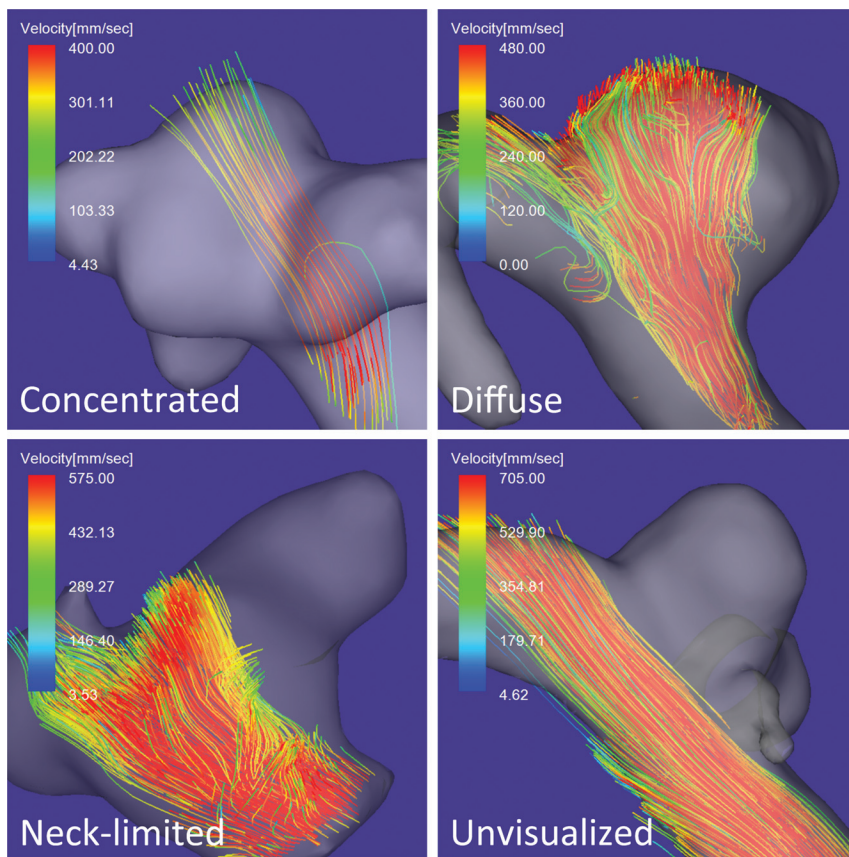 Velocity[mm/sec]
400.00
301.11
202.22
103.33
4.43
Concentrated
Velocity[mm/sec]
480.00
360.00
240.00
120.00
0.00
Diffuse
Velocity[mm/sec]
575.00
432.13
289.27
146.40
3.53
Neck-limited
Velocity[mm/sec]
705.00
529.90
354.81
179.71
4.62
Unvisualized